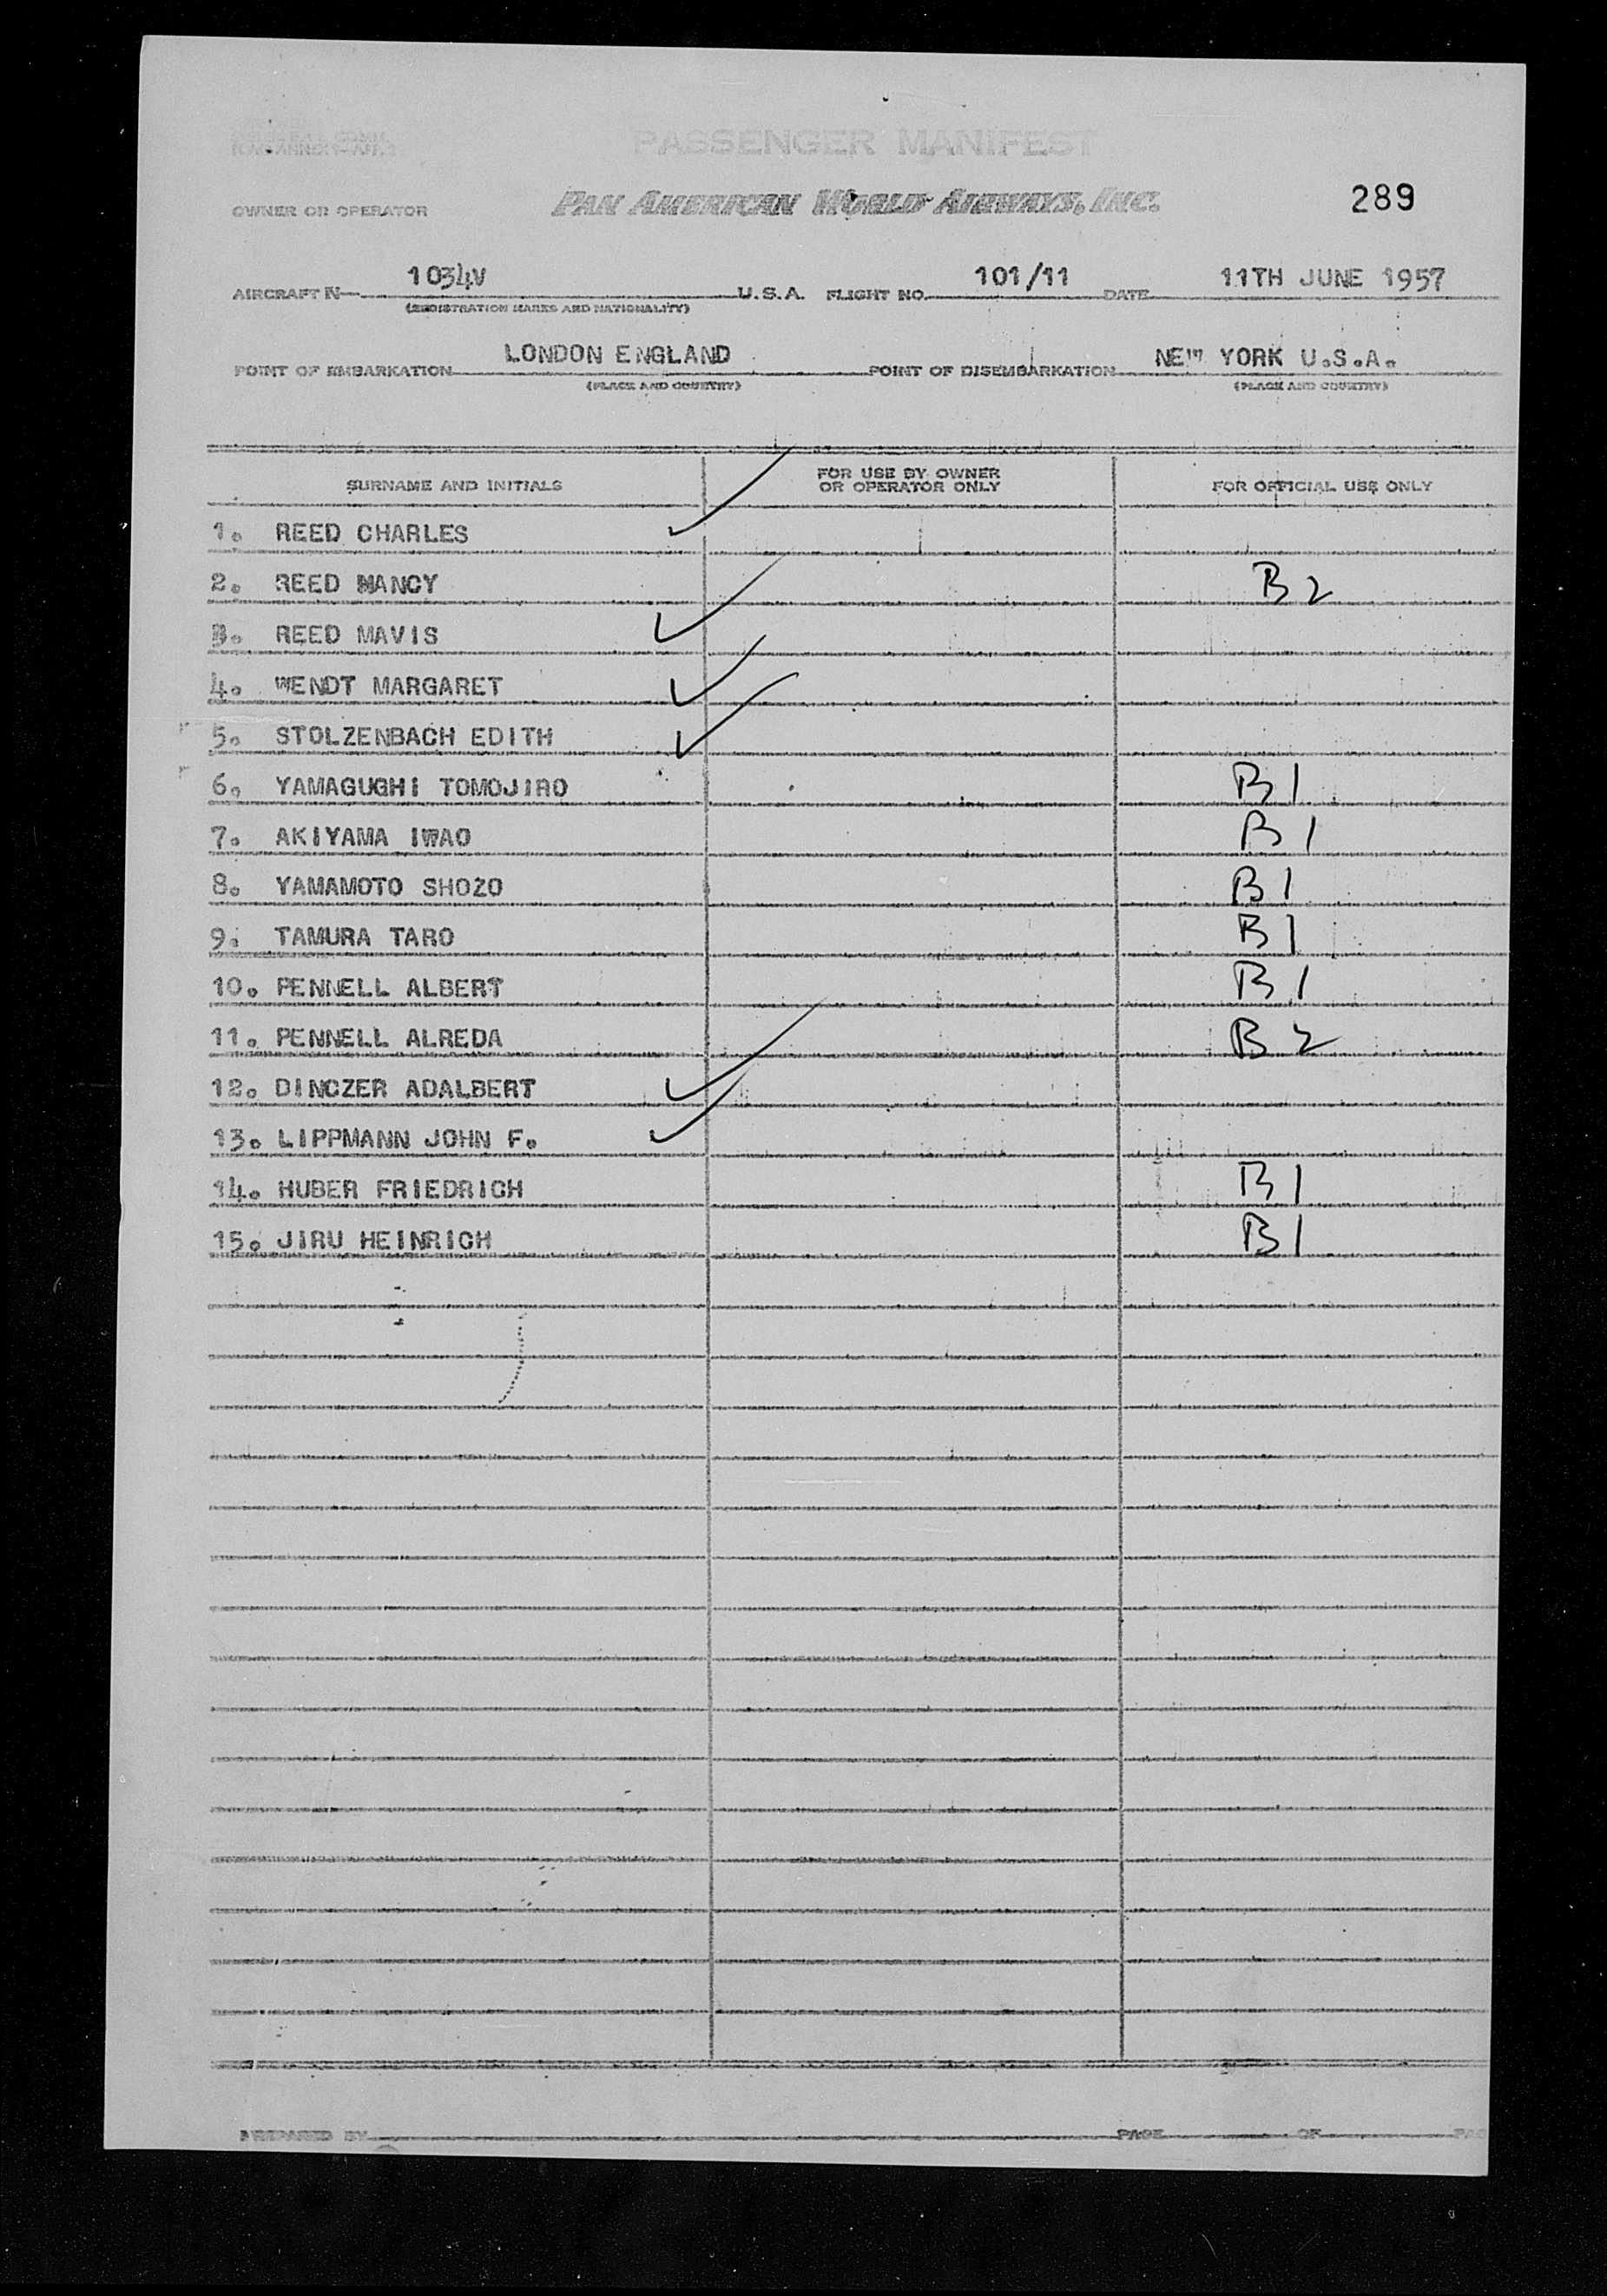 PASSENGER MANIFEST
OWNER OR OPERATOR PAN AMERICAN WORLD AIRWAYS, INC. 289
AIRCRAFT N 1034V U.S.A. FLIGHT NO. 101/11 DATE 11TH JUNE 1957
(REGISTRATION MARKS AND NATIONALITY)
POINT OF EMBARKATION LONDON ENGLAND POINT OF DISEMBARKATION NEW YORK U.S.A.
(PLACE AND COUNTRY) (PLACE AND COUNTRY)
SURNAME AND INITIALS FOR USE BY OWNER OR OPERATOR ONLY FOR OFFICIAL USE ONLY
1. REED CHARLES
2. REED NANCY B2
3. REED MAVIS
4. WENDT MARGARET
5. STOLZENBACH EDITH
6. YAMAGUGHI TOMOJIRO B1
7. AKIYAMA IWAO B1
8. YAMAMOTO SHOZO B1
9. TAMURA TARO B1
10. PENNELL ALBERT B1
11. PENNELL ALREDA B2
12. DINCZER ADALBERT
13. LIPPMANN JOHN F.
14. HUBER FRIEDRICH B1
15. JIRU HEINRICH B1
PREPARED BY PAGE OF PAG